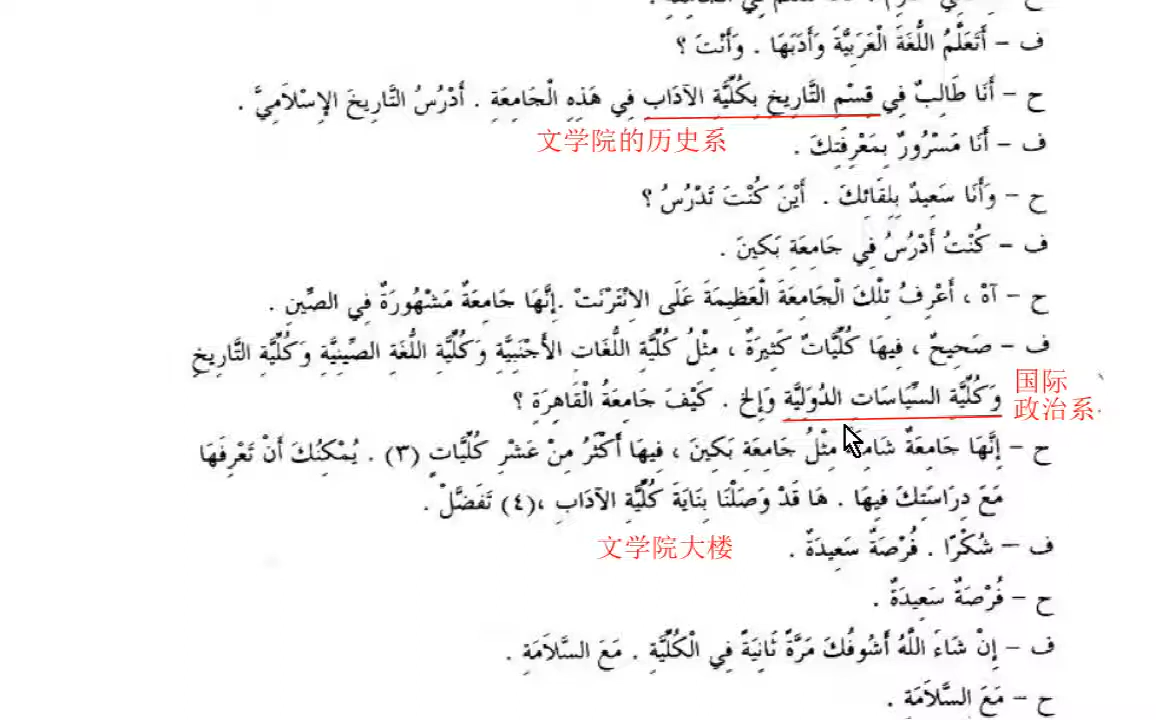 ف – أَتَعَلَّمُ اللُّغَةَ الْعَرَبِيَّةَ وَأَدَبَهَا . وَأَنْتَ ؟
ح – أَنَا طَالِبٌ فِي قِسْمِ التَّارِيخِ بِكُلِّيَّةِ الآدَابِ فِي هَذِهِ الْجَامِعَةِ . أَدْرُسُ التَّارِيخَ الإِسْلَامِيَّ .
文学院的历史系
ف – أَنَا مَسْرُورٌ بِمَعْرِفَتِكَ .
ح – وَأَنَا سَعِيدٌ بِلِقَائِكَ . أَيْنَ كُنْتَ تَدْرُسُ ؟
ف – كُنْتُ أَدْرُسُ فِي جَامِعَةِ بَكِينَ .
ح – آهْ ، أَعْرِفُ تِلْكَ الْجَامِعَةَ الْعَظِيمَةَ عَلَى الاِنْتَرْنَتْ .إِنَّهَا جَامِعَةٌ مَشْهُورَةٌ فِي الصِّينِ .
ف – صَحِيحٌ ، فِيهَا كُلِّيَّاتٌ كَثِيرَةٌ ، مِثْلُ كُلِّيَّةِ اللُّغَاتِ الأَجْنَبِيَّةِ وَكُلِّيَّةِ اللُّغَةِ الصِّينِيَّةِ وَكُلِّيَّةِ التَّارِيخِ
وَكُلِّيَّةِ السِّيَاسَاتِ الدُوَلِيَّةِ وَإِلخ . كَيْفَ جَامِعَةُ الْقَاهِرَةِ ؟
国际
政治系
ح – إِنَّهَا جَامِعَةٌ مِثْلُ جَامِعَةِ بَكِينَ ، فِيهَا أَكْثَرُ مِنْ عَشْرِ كُلِّيَّاتٍ (٣) . يُمْكِنُكَ أَنْ تَعْرِفَهَا
مَعَ دِرَاسَتِكَ فِيهَا . هَا قَدْ وَصَلْنَا بِنَايَةَ كُلِّيَّةِ الآدَابِ ،(٤) تَفَضَّلْ .
ف – شُكْرًا . فُرْصَةٌ سَعِيدَةٌ .
文学院大楼
ح – فُرْصَةٌ سَعِيدَةٌ .
ف – إِنْ شَاءَ اللَّهُ أَشُوفُكَ مَرَّةً ثَانِيَةً فِي الْكُلِّيَّةِ . مَعَ السَّلَامَةِ .
ح – مَعَ السَّلَامَةِ .